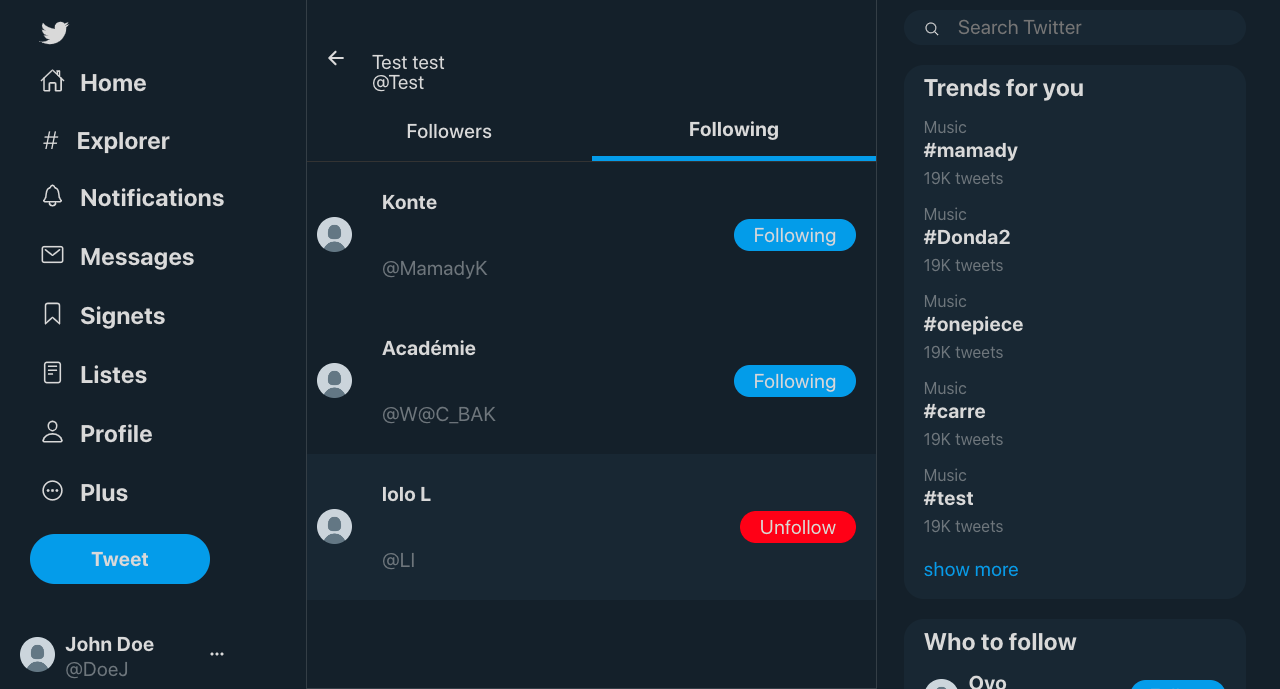 Home
# Explorer
Notifications
Messages
Signets
Listes
Profile
Plus
Tweet
John Doe
@DoeJ
Test test
@Test
Followers
Following
Konte
@MamadyK
Following
Académie
@W@C_BAK
Following
lolo L
@Ll
Unfollow
Search Twitter
Trends for you
Music
#mamady
19K tweets
Music
#Donda2
19K tweets
Music
#onepiece
19K tweets
Music
#carre
19K tweets
Music
#test
19K tweets
show more
Who to follow